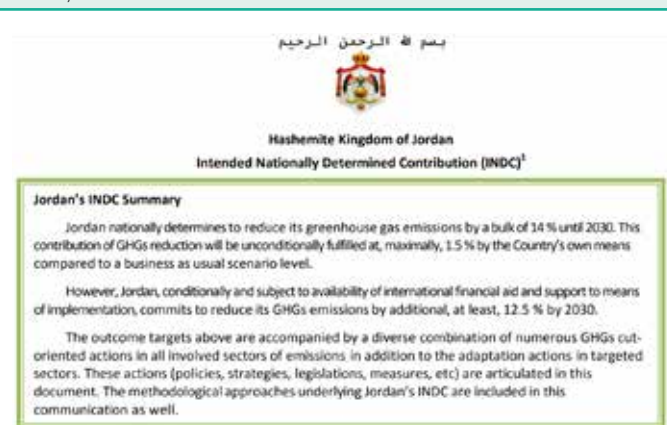 بسم الله الرحمن الرحيم
Hashemite Kingdom of Jordan
Intended Nationally Determined Contribution (INDC)¹
Jordan's INDC Summary
Jordan nationally determines to reduce its greenhouse gas emissions by a bulk of 14 % until 2030. This
contribution of GHGs reduction will be unconditionally fulfilled at, maximally, 1.5 % by the Country's own means
compared to a business as usual scenario level.
However, Jordan, conditionally and subject to availability of international financial aid and support to means
of implementation, commits to reduce its GHGs emissions by additional, at least, 12.5 % by 2030.
The outcome targets above are accompanied by a diverse combination of numerous GHGs cut-
oriented actions in all involved sectors of emissions in addition to the adaptation actions in targeted
sectors. These actions (policies, strategies, legislations, measures, etc) are articulated in this
document. The methodological approaches underlying Jordan's INDC are included in this
communication as well.